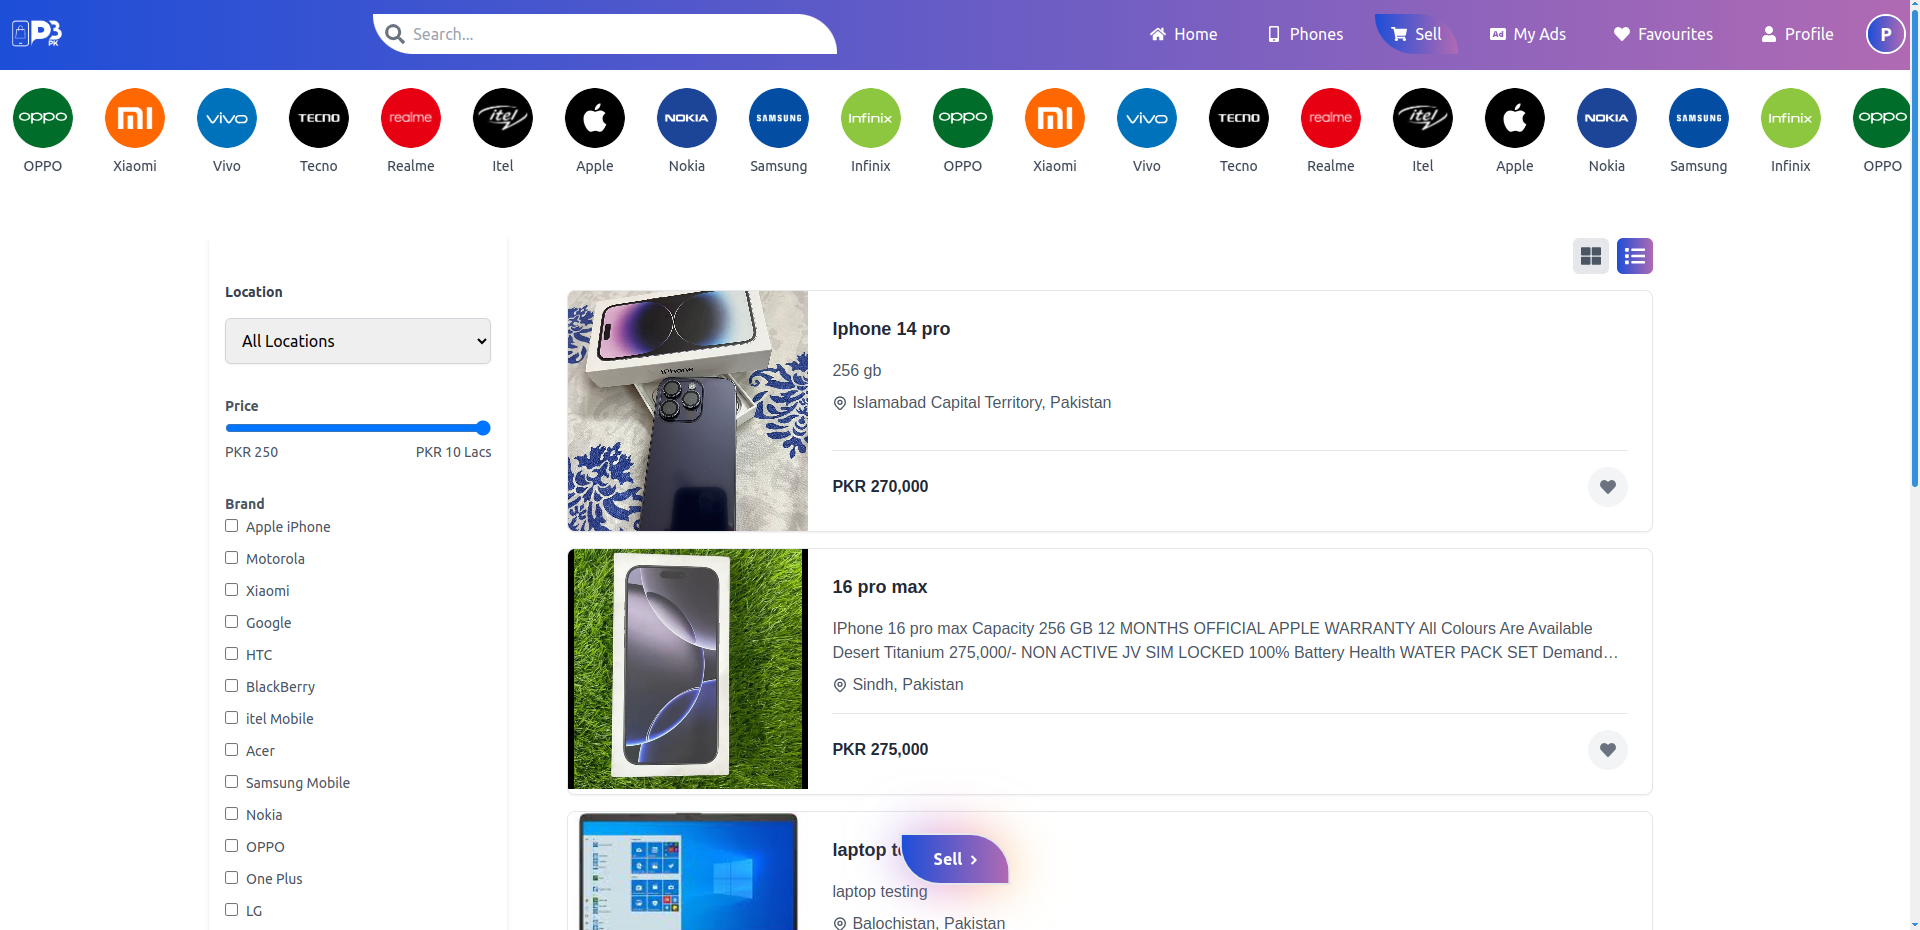 P3
PK
Search...
Home
Phones
Sell
My Ads
Favourites
Profile
P
oppo
mi
vivo
TECNO
realme
itel
NOKIA
SAMSUNG
Infinix
oppo
mi
vivo
TECNO
realme
itel
NOKIA
SAMSUNG
Infinix
oppo
OPPO
Xiaomi
Vivo
Tecno
Realme
Itel
Apple
Nokia
Samsung
Infinix
OPPO
Xiaomi
Vivo
Tecno
Realme
Itel
Apple
Nokia
Samsung
Infinix
OPPO
Location
All Locations
Price
PKR 250
PKR 10 Lacs
Brand
Apple iPhone
Motorola
Xiaomi
Google
HTC
BlackBerry
itel Mobile
Acer
Samsung Mobile
Nokia
OPPO
One Plus
LG
iPhone
Iphone 14 pro
256 gb
Islamabad Capital Territory, Pakistan
PKR 270,000
16 pro max
IPhone 16 pro max Capacity 256 GB 12 MONTHS OFFICIAL APPLE WARRANTY All Colours Are Available
Desert Titanium 275,000/- NON ACTIVE JV SIM LOCKED 100% Battery Health WATER PACK SET Demand…
Sindh, Pakistan
PKR 275,000
laptop
Sell
laptop testing
Balochistan, Pakistan